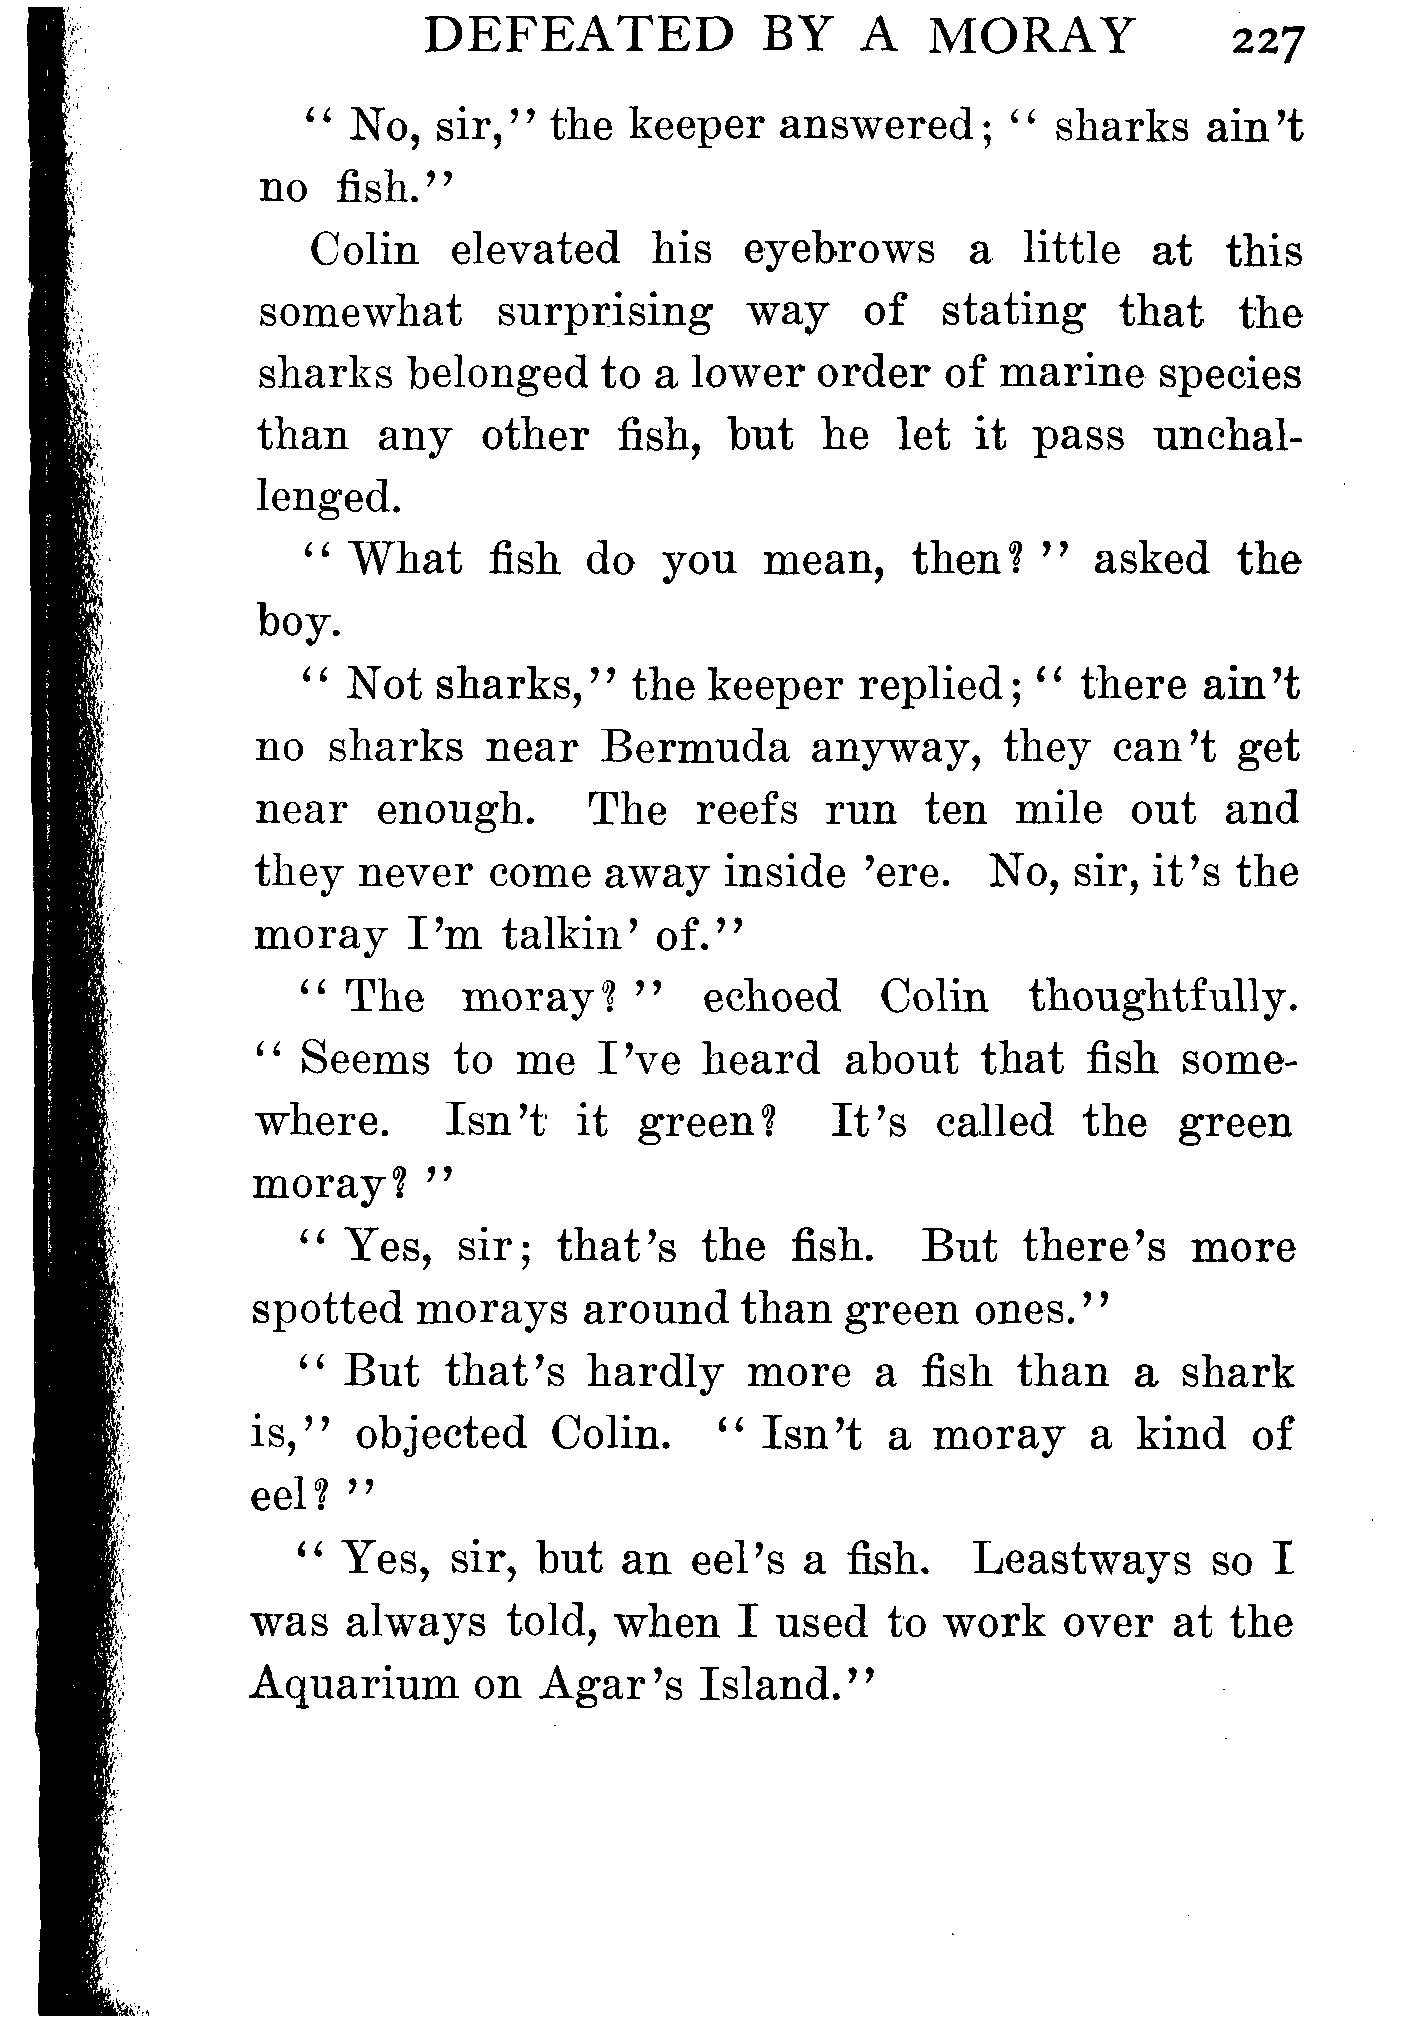 DEFEATED BY A MORAY 227
“ No, sir,” the keeper answered; “ sharks ain’t
no fish.”
Colin elevated his eyebrows a little at this
somewhat surprising way of stating that the
sharks belonged to a lower order of marine species
than any other fish, but he let it pass unchal-
lenged.
“ What fish do you mean, then? ” asked the
boy.
“ Not sharks,” the keeper replied; “ there ain’t
no sharks near Bermuda anyway, they can’t get
near enough. The reefs run ten mile out and
they never come away inside ’ere. No, sir, it’s the
moray I’m talkin’ of.”
“ The moray? ” echoed Colin thoughtfully.
“ Seems to me I’ve heard about that fish some-
where. Isn’t it green? It’s called the green
moray? ”
“ Yes, sir; that’s the fish. But there’s more
spotted morays around than green ones.”
“ But that’s hardly more a fish than a shark
is,” objected Colin. “ Isn’t a moray a kind of
eel? ”
“ Yes, sir, but an eel’s a fish. Leastways so I
was always told, when I used to work over at the
Aquarium on Agar’s Island.”